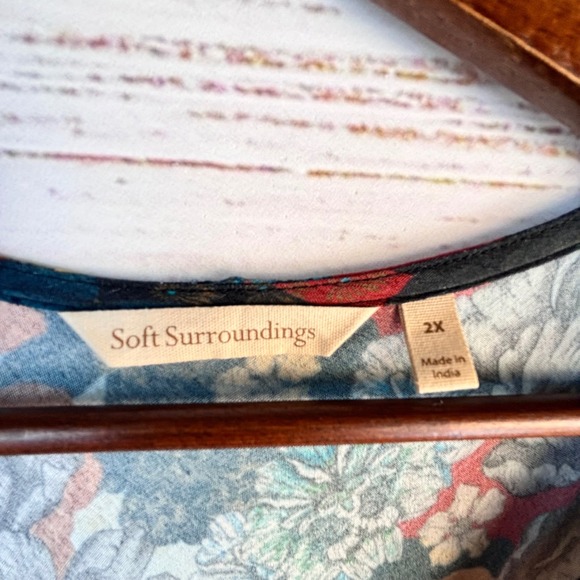 Soft Surroundings
2X
Made in
India